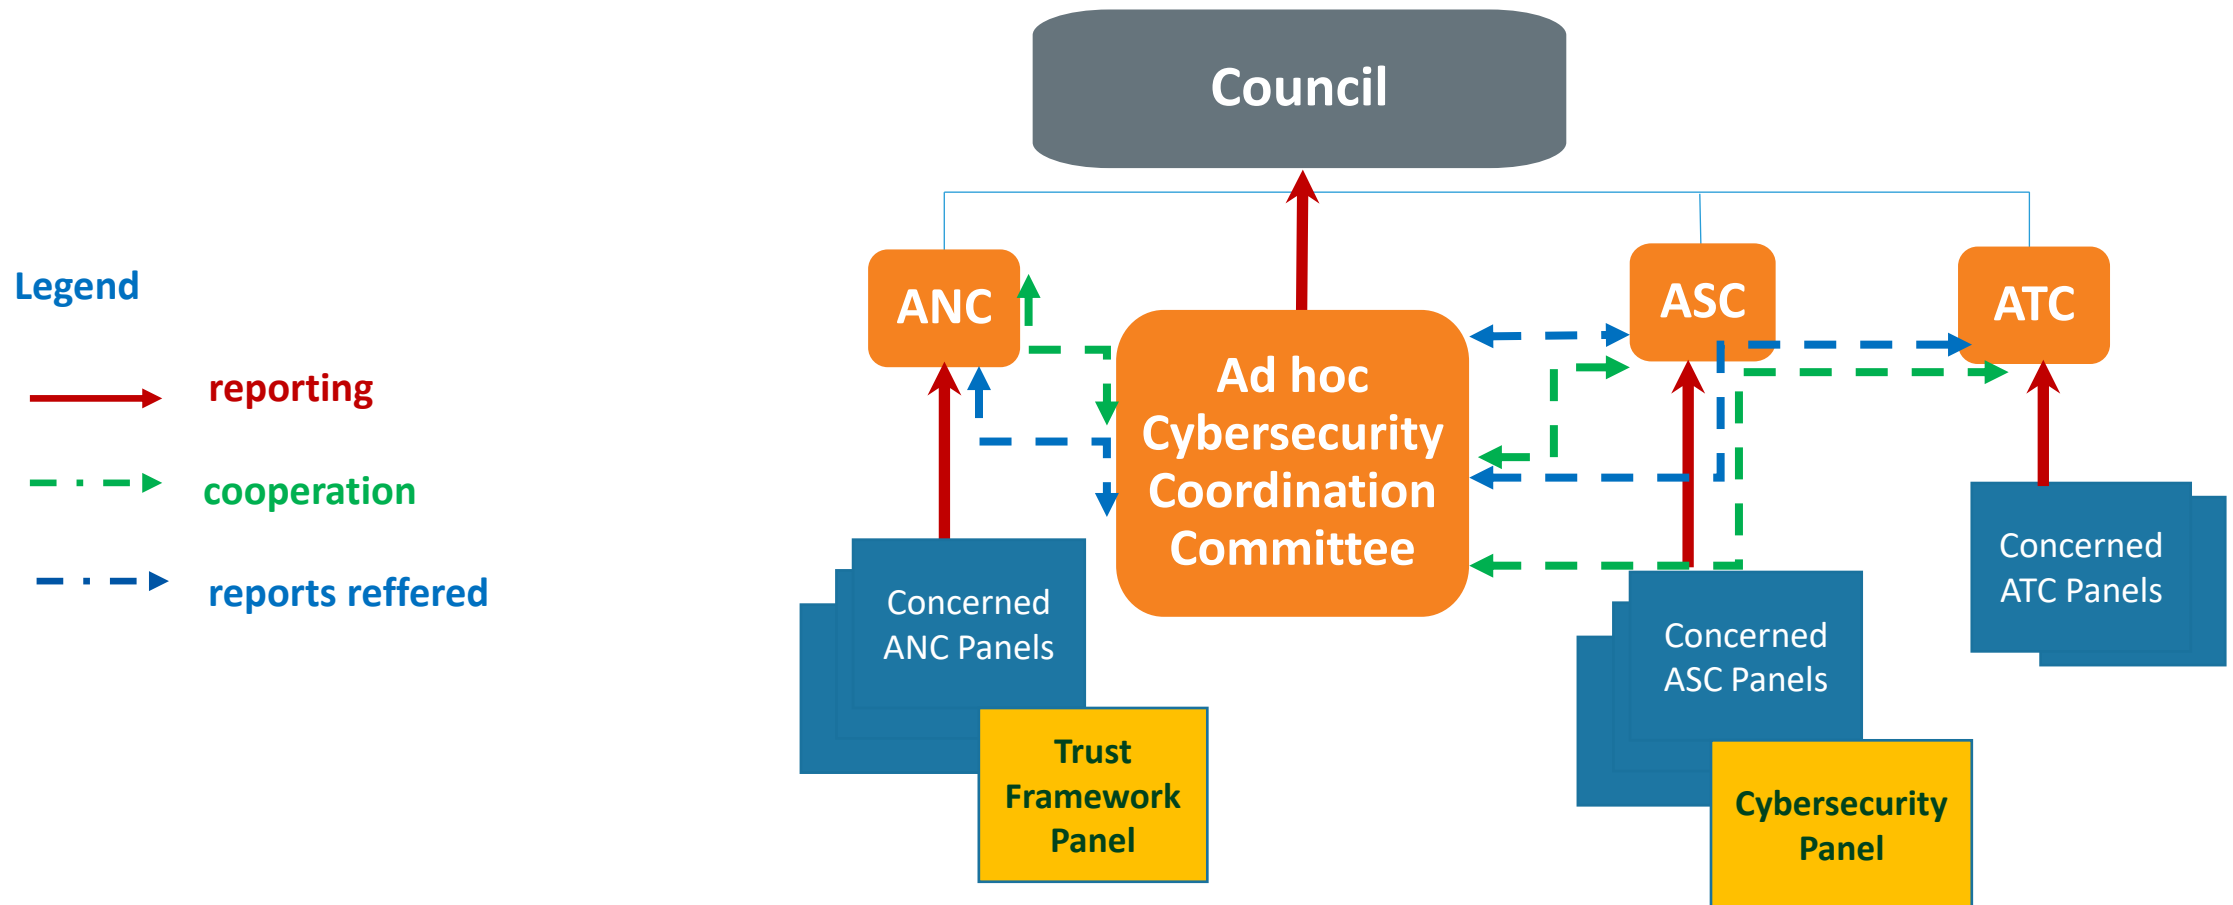 Council
Legend
reporting
cooperation
reports reffered
ANC
ASC
ATC
Ad hoc
Cybersecurity
Coordination
Committee
Concerned
ANC Panels
Trust
Framework
Panel
Concerned
ASC Panels
Cybersecurity
Panel
Concerned
ATC Panels